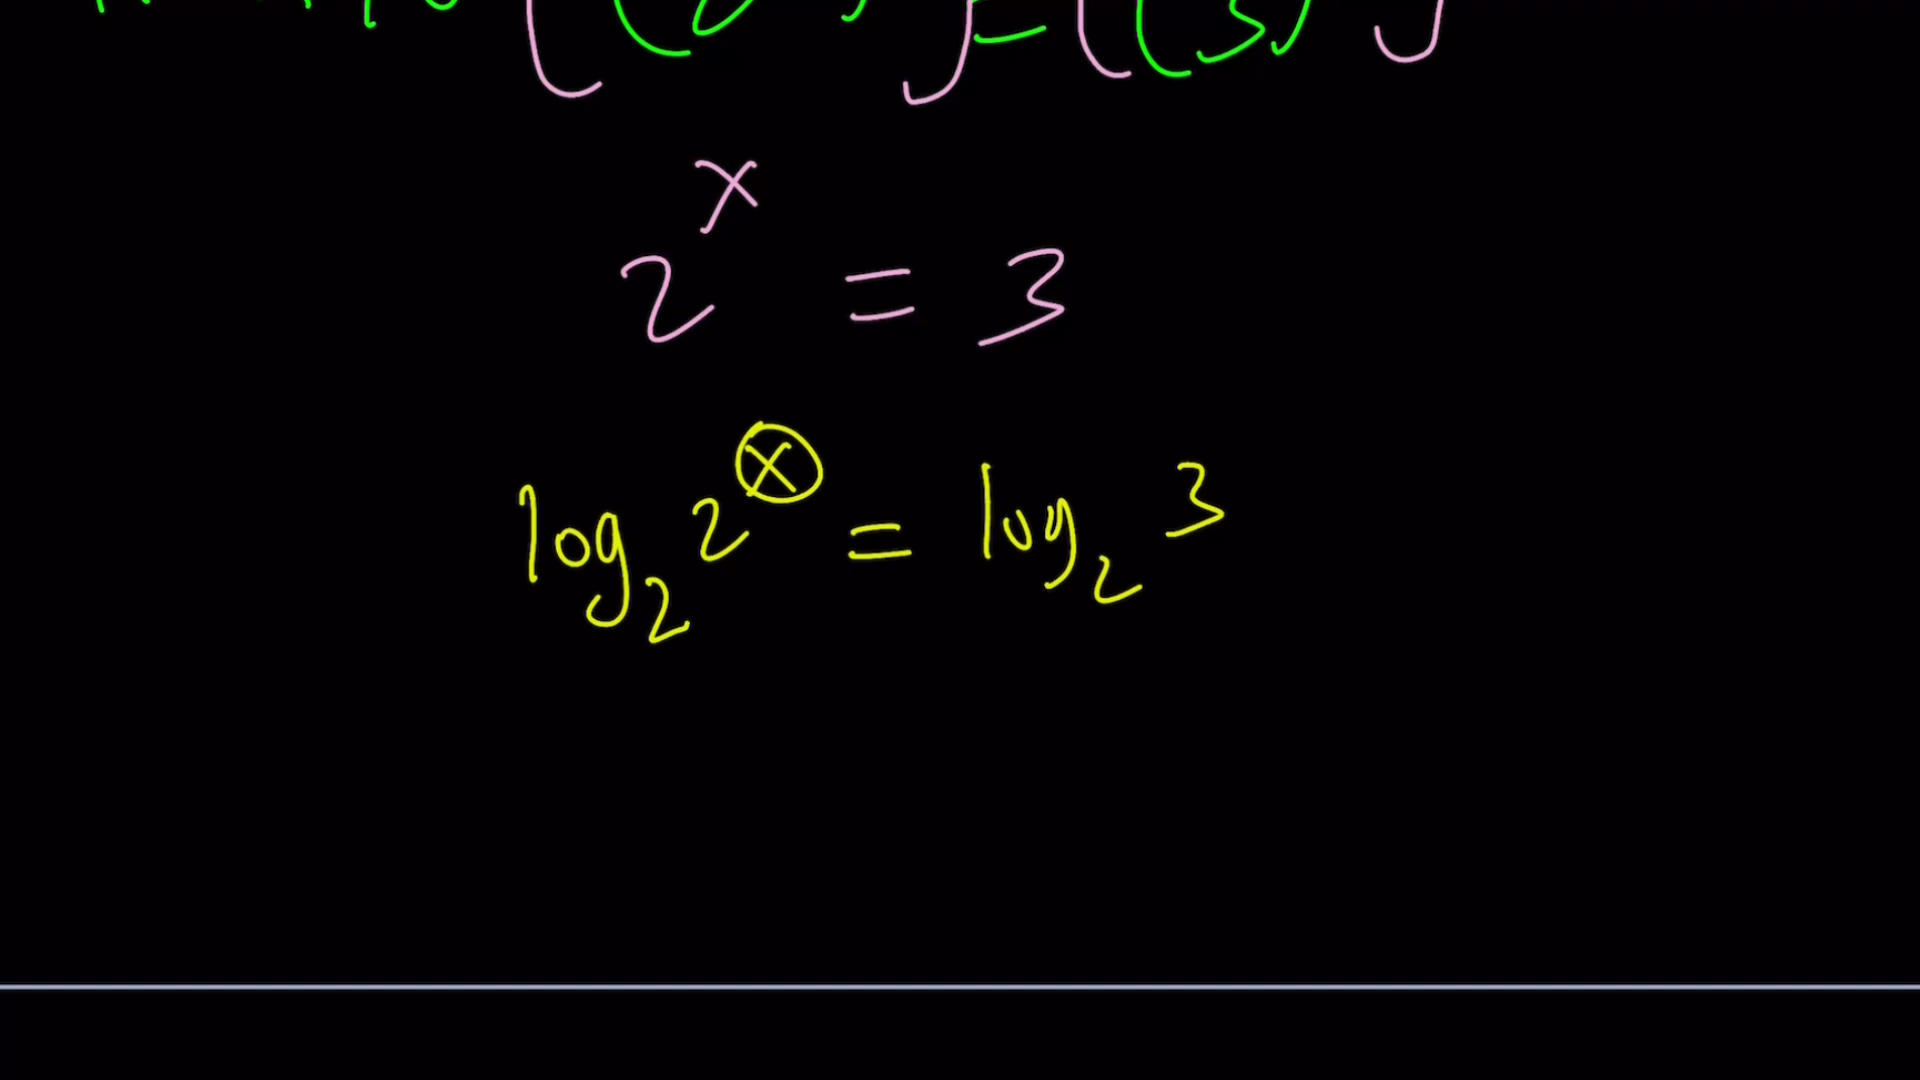 2^x = 3
log_2 2^x = log_2 3